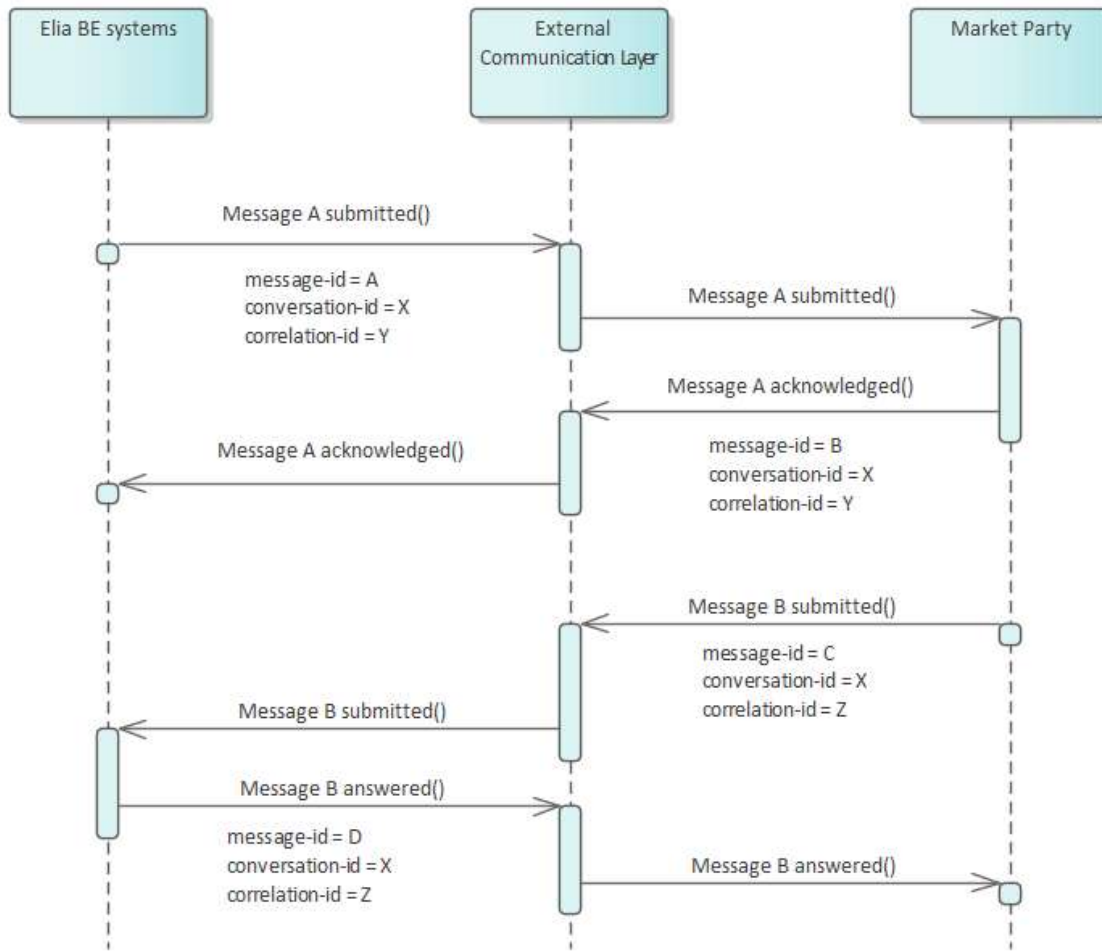 Elia BE systems
External
Communication Layer
Market Party
Message A submitted()
message-id = A
conversation-id = X
correlation-id = Y
Message A submitted()
Message A acknowledged()
message-id = B
conversation-id = X
correlation-id = Y
Message A acknowledged()
Message B submitted()
message-id = C
conversation-id = X
correlation-id = Z
Message B submitted()
Message B answered()
message-id = D
conversation-id = X
correlation-id = Z
Message B answered()